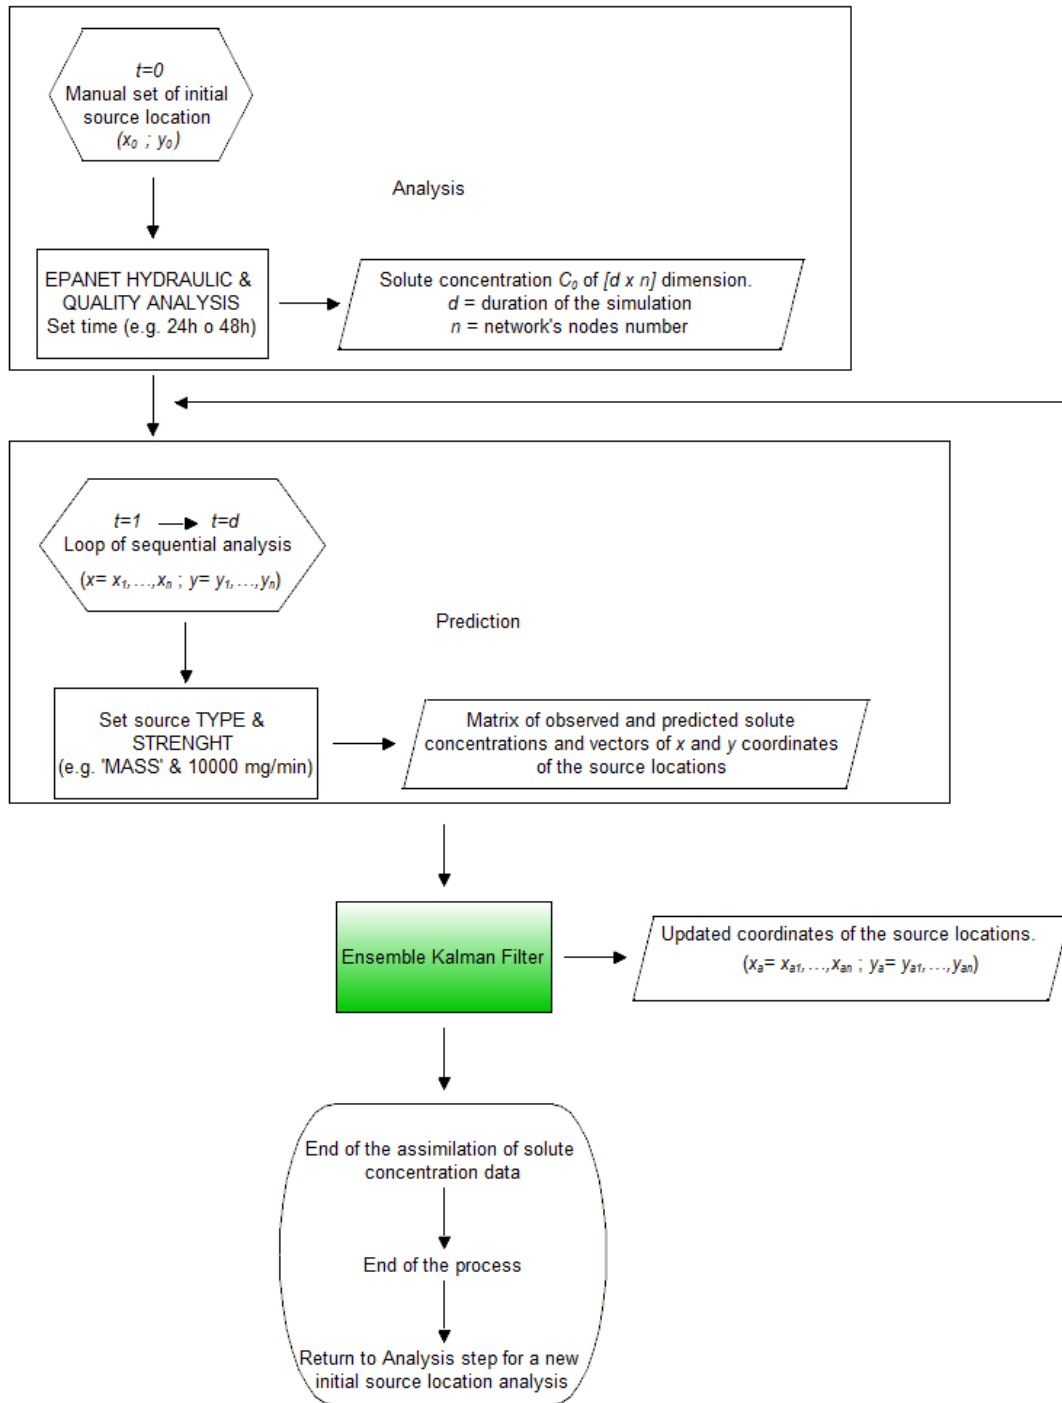 t=0
Manual set of initial
source location
(x₀ ; y₀)
Analysis
EPANET HYDRAULIC &
QUALITY ANALYSIS
Set time (e.g. 24h o 48h)
Solute concentration C₀ of [d x n] dimension.
d = duration of the simulation
n = network's nodes number
t=1 t=d
Loop of sequential analysis
(x= x₁,...,xₙ ; y= y₁,...,yₙ)
Prediction
Set source TYPE &
STRENGHT
(e.g. 'MASS' & 10000 mg/min)
Matrix of observed and predicted solute
concentrations and vectors of x and y coordinates
of the source locations
Ensemble Kalman Filter
Updated coordinates of the source locations.
(xₐ= xₐ₁,...,xₐₙ ; yₐ= yₐ₁,...,yₐₙ)
End of the assimilation of solute
concentration data
End of the process
Return to Analysis step for a new
initial source location analysis